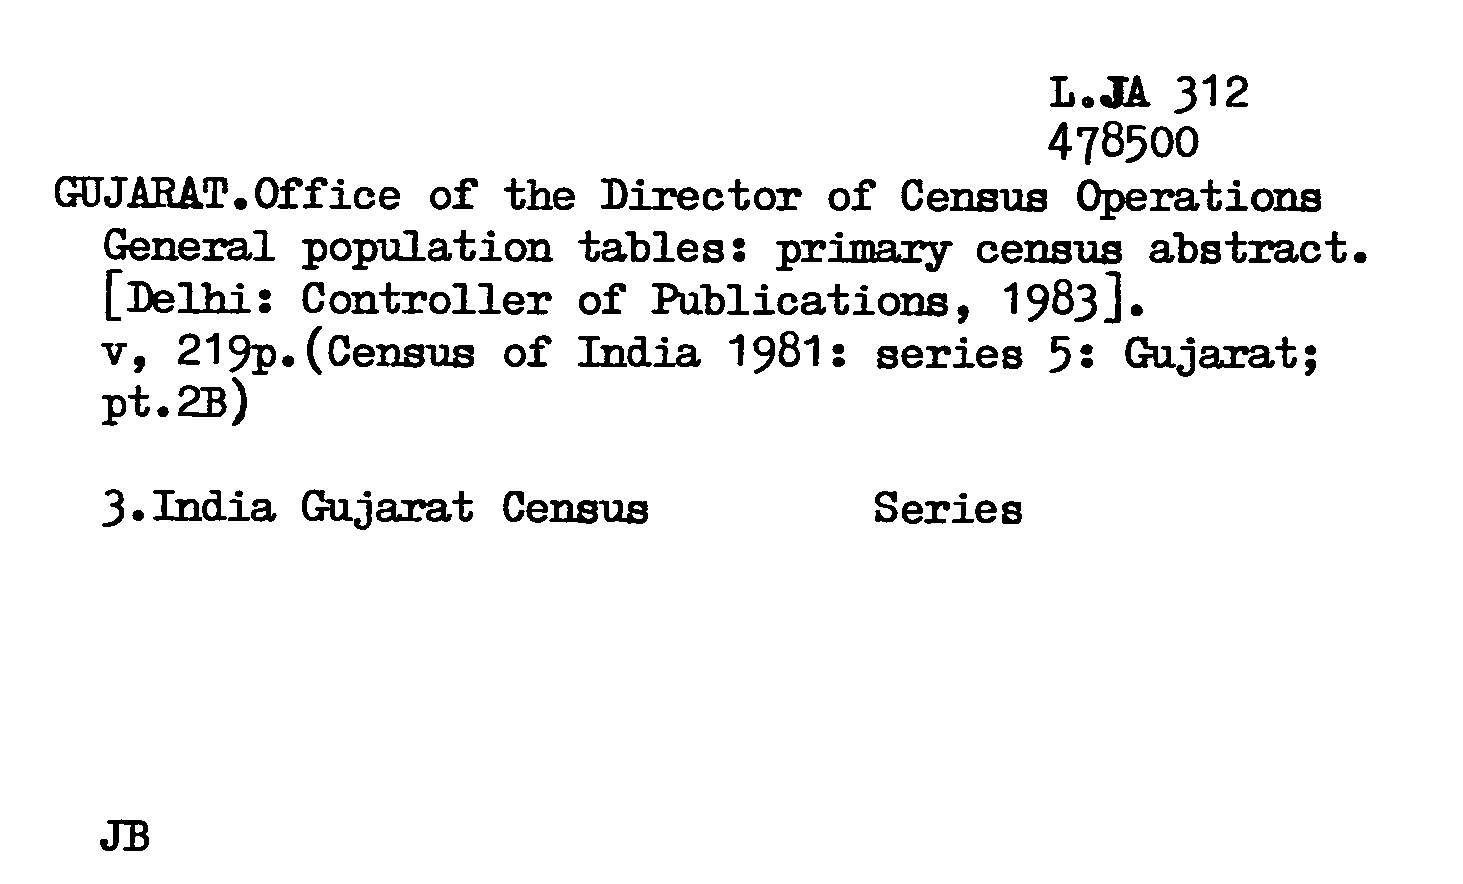 L.JA 312
478500
GUJARAT.Office of the Director of Census Operations
General population tables: primary census abstract.
[Delhi: Controller of Publications, 1983].
v, 219p.(Census of India 1981: series 5: Gujarat;
pt.2B)
3.India Gujarat Census Series
JB